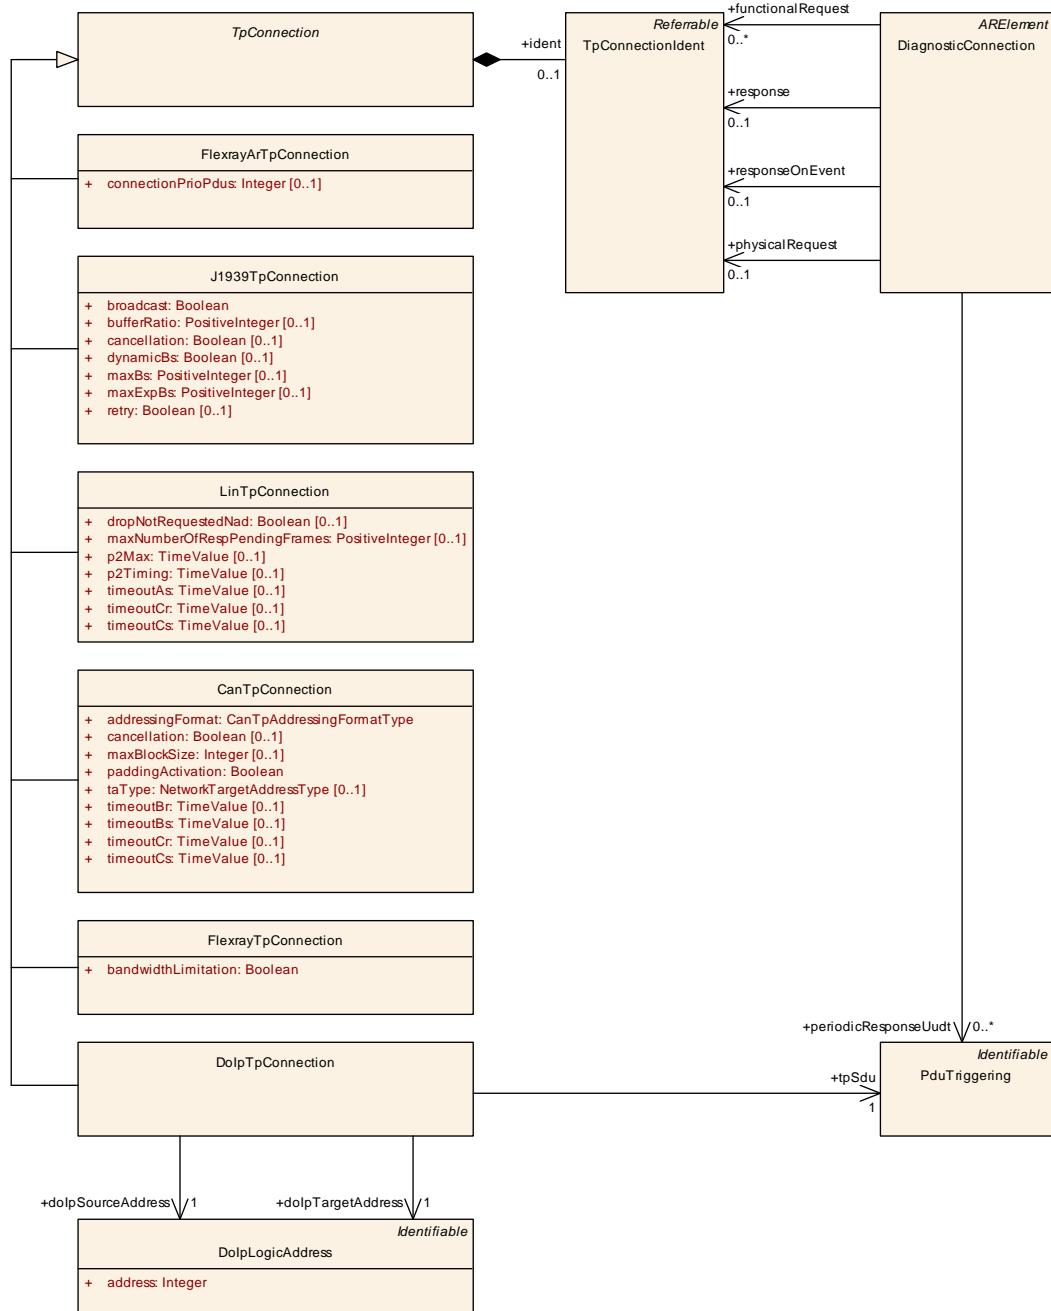 TpConnection
+ident
0..1
Referrable
TpConnectionIdent
+functionalRequest
0..*
+response
0..1
+responseOnEvent
0..1
+physicalRequest
0..1
ARElement
DiagnosticConnection
FlexrayArTpConnection
+ connectionPrioPdus: Integer [0..1]
J1939TpConnection
+ broadcast: Boolean
+ bufferRatio: PositiveInteger [0..1]
+ cancellation: Boolean [0..1]
+ dynamicBs: Boolean [0..1]
+ maxBs: PositiveInteger [0..1]
+ maxExpBs: PositiveInteger [0..1]
+ retry: Boolean [0..1]
LinTpConnection
+ dropNotRequestedNad: Boolean [0..1]
+ maxNumberOfRespPendingFrames: PositiveInteger [0..1]
+ p2Max: TimeValue [0..1]
+ p2Timing: TimeValue [0..1]
+ timeoutAs: TimeValue [0..1]
+ timeoutCr: TimeValue [0..1]
+ timeoutCs: TimeValue [0..1]
CanTpConnection
+ addressingFormat: CanTpAddressingFormatType
+ cancellation: Boolean [0..1]
+ maxBlockSize: Integer [0..1]
+ paddingActivation: Boolean
+ taType: NetworkTargetAddressType [0..1]
+ timeoutBr: TimeValue [0..1]
+ timeoutBs: TimeValue [0..1]
+ timeoutCr: TimeValue [0..1]
+ timeoutCs: TimeValue [0..1]
FlexrayTpConnection
+ bandwidthLimitation: Boolean
+periodicResponseUudt
0..*
DoIpTpConnection
+tpSdu
1
Identifiable
PduTriggering
+doIpSourceAddress
1
+doIpTargetAddress
1
Identifiable
DoIpLogicAddress
+ address: Integer